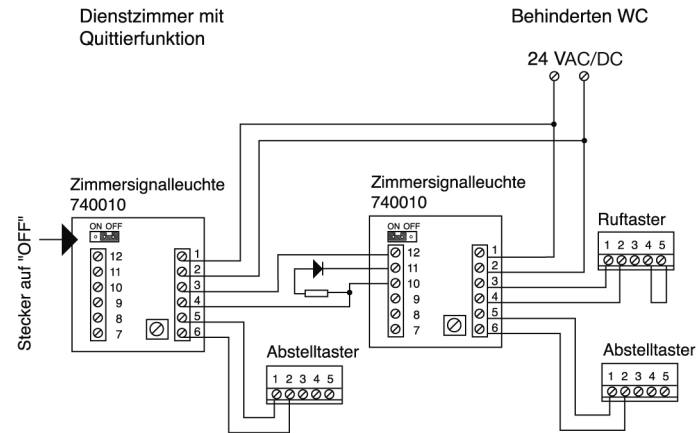 Dienstzimmer mit
Quittierfunktion
Behinderten WC
24 VAC/DC
Zimmersignalleuchte
740010
ON OFF
12
11
10
9
8
7
1
2
3
4
5
6
Stecker auf "OFF"
Zimmersignalleuchte
740010
ON OFF
12
11
10
9
8
7
1
2
3
4
5
6
Ruftaster
1 2 3 4 5
Abstelltaster
1 2 3 4 5
Abstelltaster
1 2 3 4 5